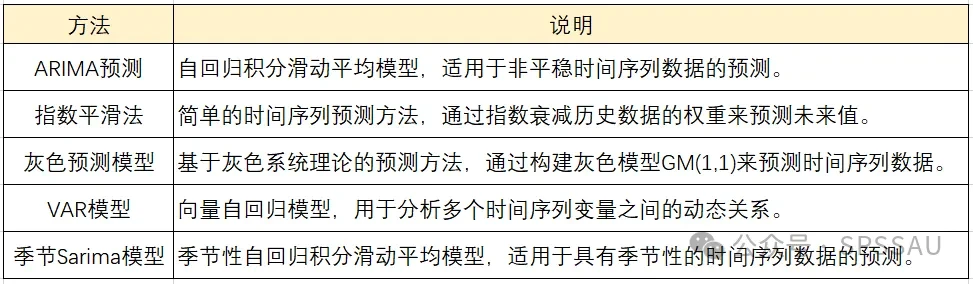 方法 说明
ARIMA预测 自回归积分滑动平均模型，适用于非平稳时间序列数据的预测。
指数平滑法 简单的时间序列预测方法，通过指数衰减历史数据的权重来预测未来值。
灰色预测模型 基于灰色系统理论的预测方法，通过构建灰色模型GM(1,1)来预测时间序列数据。
VAR模型 向量自回归模型，用于分析多个时间序列变量之间的动态关系。
季节Sarima模型 季节性自回归积分滑动平均模型，适用于具有季节性的时间序列数据的预测。
公众号 · SPSSAU